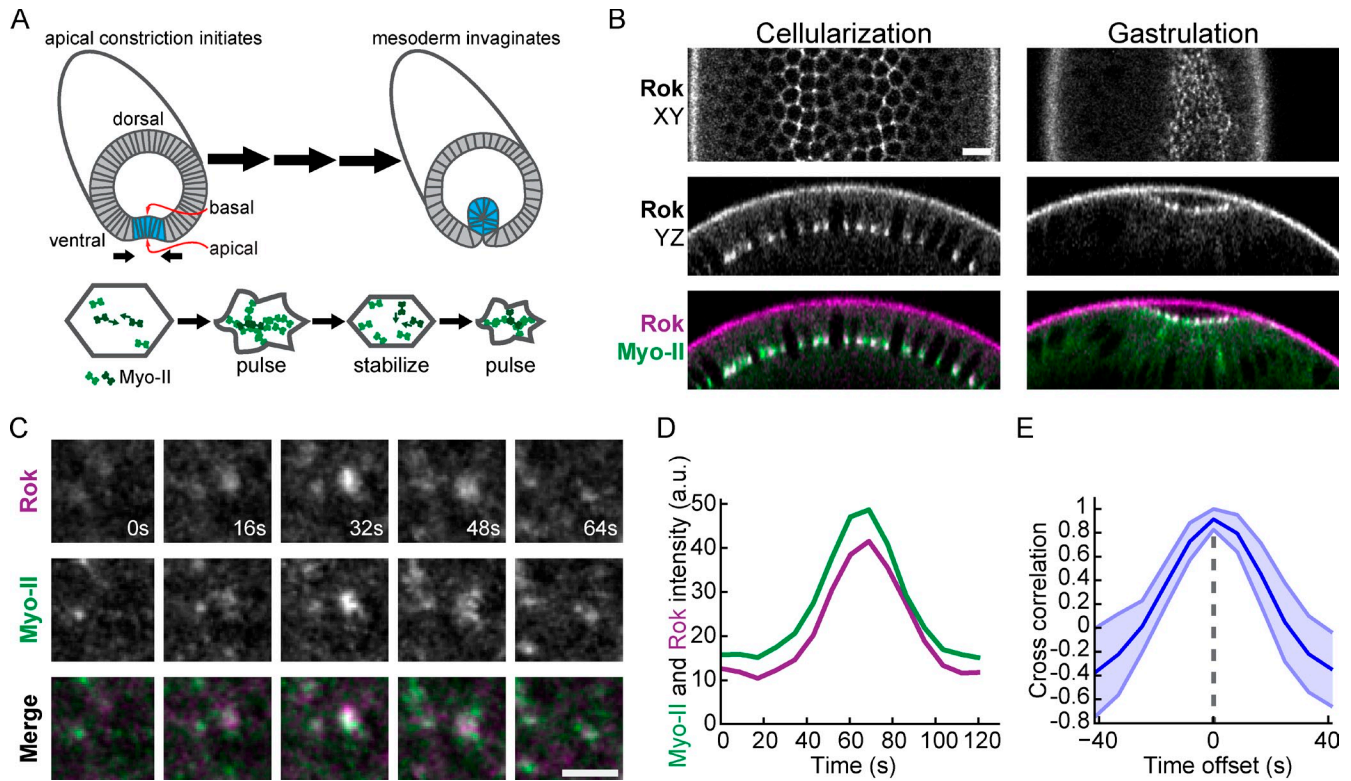 A
apical constriction initiates
mesoderm invaginates
dorsal
basal
ventral
apical
Myo-II
pulse
stabilize
pulse
B
Cellularization
Gastrulation
Rok
XY
Rok
YZ
Rok
Myo-II
C
Rok
0s
16s
32s
48s
64s
Myo-II
Merge
D
Myo-II and Rok intensity (a.u.)
50
40
30
20
10
0
0 20 40 60 80 100 120
Time (s)
E
Cross correlation
1
0.8
0.6
0.4
0.2
0
-0.2
-0.4
-0.6
-0.8
-40 0 40
Time offset (s)